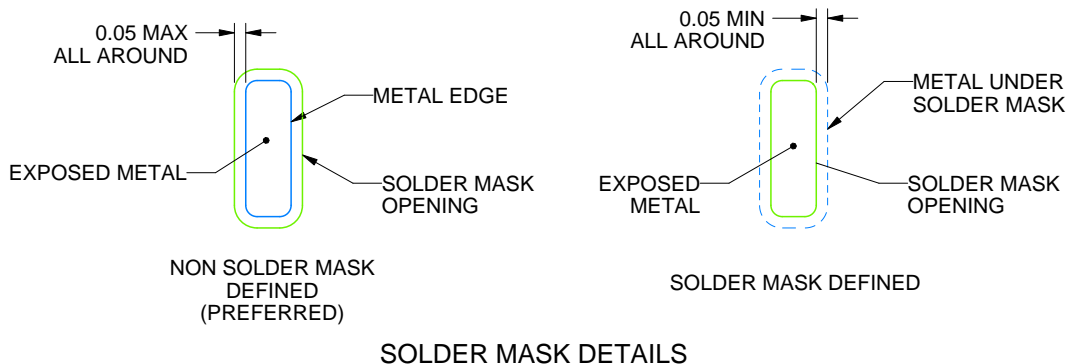 0.05 MAX
ALL AROUND
METAL EDGE
EXPOSED METAL
SOLDER MASK
OPENING
NON SOLDER MASK
DEFINED
(PREFERRED)
0.05 MIN
ALL AROUND
METAL UNDER
SOLDER MASK
EXPOSED
METAL
SOLDER MASK
OPENING
SOLDER MASK DEFINED
SOLDER MASK DETAILS